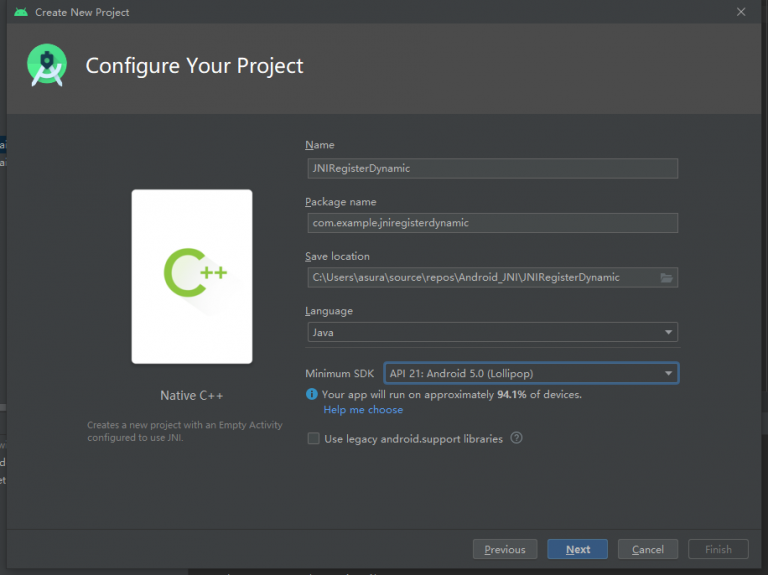 Create New Project
Configure Your Project
Name
JNIRegisterDynamic
Package name
com.example.jniregisterdynamic
Save location
C:\Users\asura\source\repos\Android_JNI\JNIRegisterDynamic
Language
Java
Minimum SDK
API 21: Android 5.0 (Lollipop)
Your app will run on approximately 94.1% of devices.
Help me choose
Use legacy android.support libraries
C++
Native C++
Creates a new project with an Empty Activity
configured to use JNI.
Previous
Next
Cancel
Finish